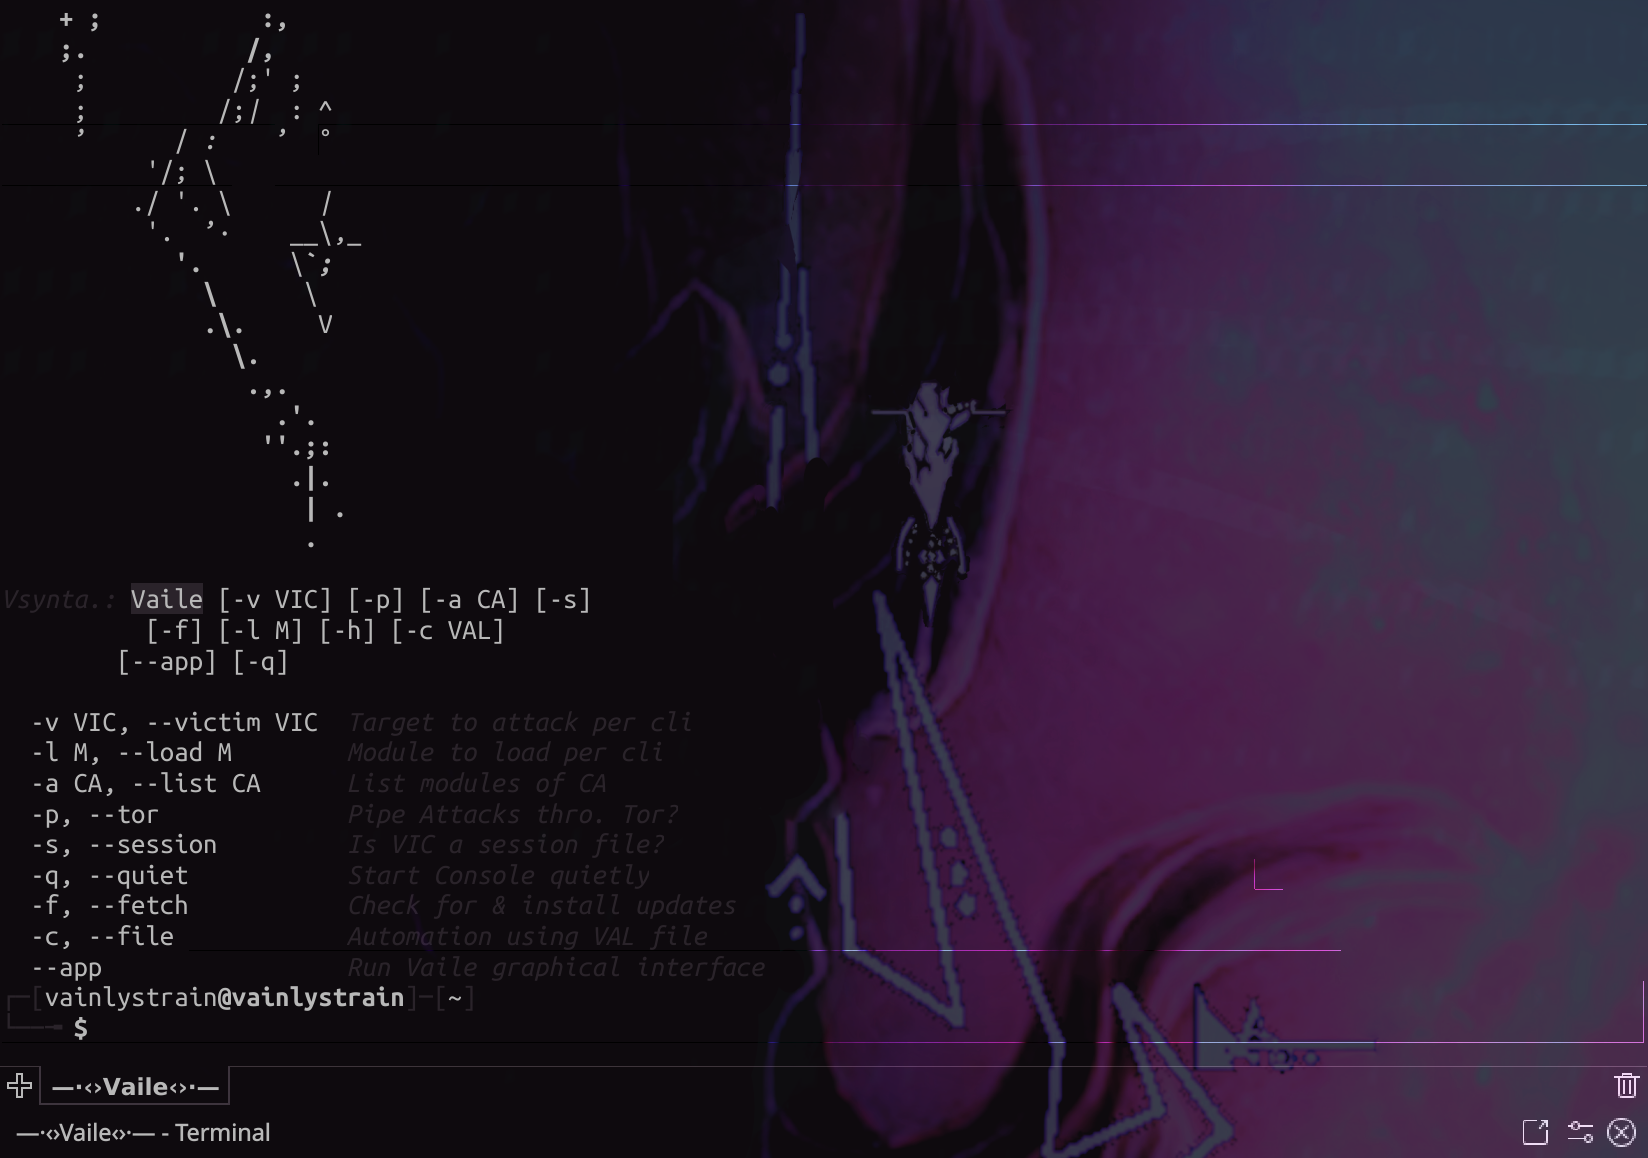 Vsynta.: Vaile [-v VIC] [-p] [-a CA] [-s]
[-f] [-l M] [-h] [-c VAL]
[--app] [-q]
-v VIC, --victim VIC Target to attack per cli
-l M, --load M Module to load per cli
-a CA, --list CA List modules of CA
-p, --tor Pipe Attacks thro. Tor?
-s, --session Is VIC a session file?
-q, --quiet Start Console quietly
-f, --fetch Check for & install updates
-c, --file Automation using VAL file
--app Run Vaile graphical interface
┌─[vainlystrain@vainlystrain]─[~]
└──╼ $
—·‹›Vaile‹›·—
—·‹›Vaile‹›·— - Terminal